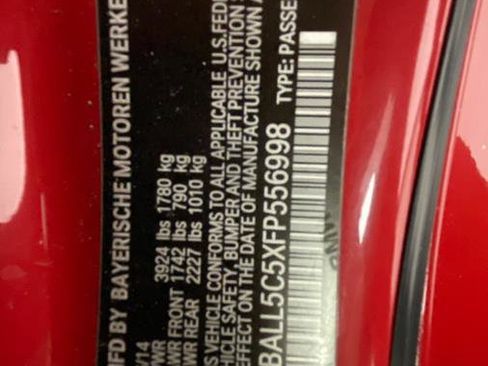 MFD BY BAYERISCHE MOTOREN WERKE
/14
WR 3924 lbs 1780 kg
WR FRONT 1742 lbs 790 kg
WR REAR 2227 lbs 1010 kg
S VEHICLE CONFORMS TO ALL APPLICABLE U.S.FEDE
HICLE SAFETY, BUMPER AND THEFT PREVENTION S
EFFECT ON THE DATE OF MANUFACTURE SHOWN A
BALL5C5XFP556998 TYPE: PASSE